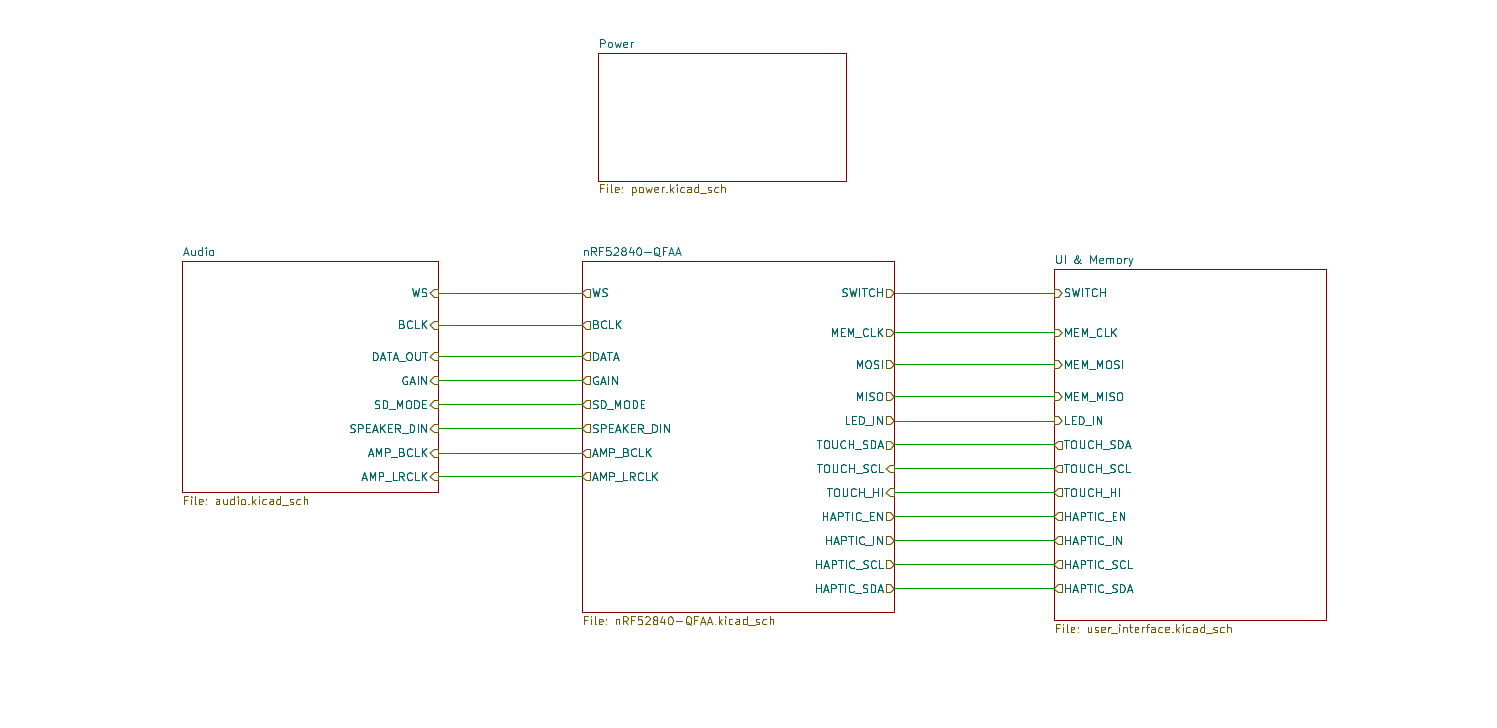 Power
File: power.kicad_sch
Audio
WS
BCLK
DATA_OUT
GAIN
SD_MODE
SPEAKER_DIN
AMP_BCLK
AMP_LRCLK
File: audio.kicad_sch
nRF52840-QFAA
WS
BCLK
DATA
GAIN
SD_MODE
SPEAKER_DIN
AMP_BCLK
AMP_LRCLK
SWITCH
MEM_CLK
MOSI
MISO
LED_IN
TOUCH_SDA
TOUCH_SCL
TOUCH_HI
HAPTIC_EN
HAPTIC_IN
HAPTIC_SCL
HAPTIC_SDA
File: nRF52840-QFAA.kicad_sch
UI & Memory
SWITCH
MEM_CLK
MEM_MOSI
MEM_MISO
LED_IN
TOUCH_SDA
TOUCH_SCL
TOUCH_HI
HAPTIC_EN
HAPTIC_IN
HAPTIC_SCL
HAPTIC_SDA
File: user_interface.kicad_sch